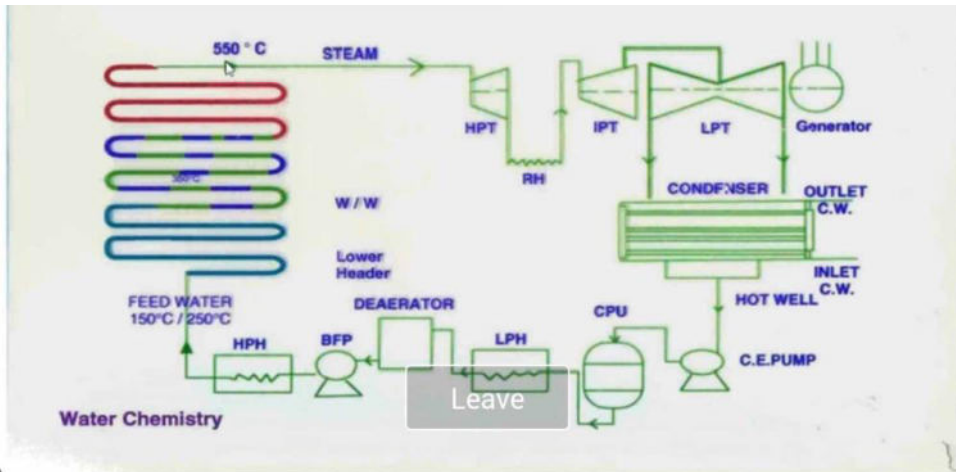 550 ° C
STEAM
HPT
IPT
LPT
Generator
RH
CONDENSER
OUTLET
C.W.
350°C
W / W
Lower
Header
INLET
C.W.
FEED WATER
150°C / 250°C
DEAERATOR
HOT WELL
CPU
HPH
BFP
LPH
C.E.PUMP
Leave
Water Chemistry